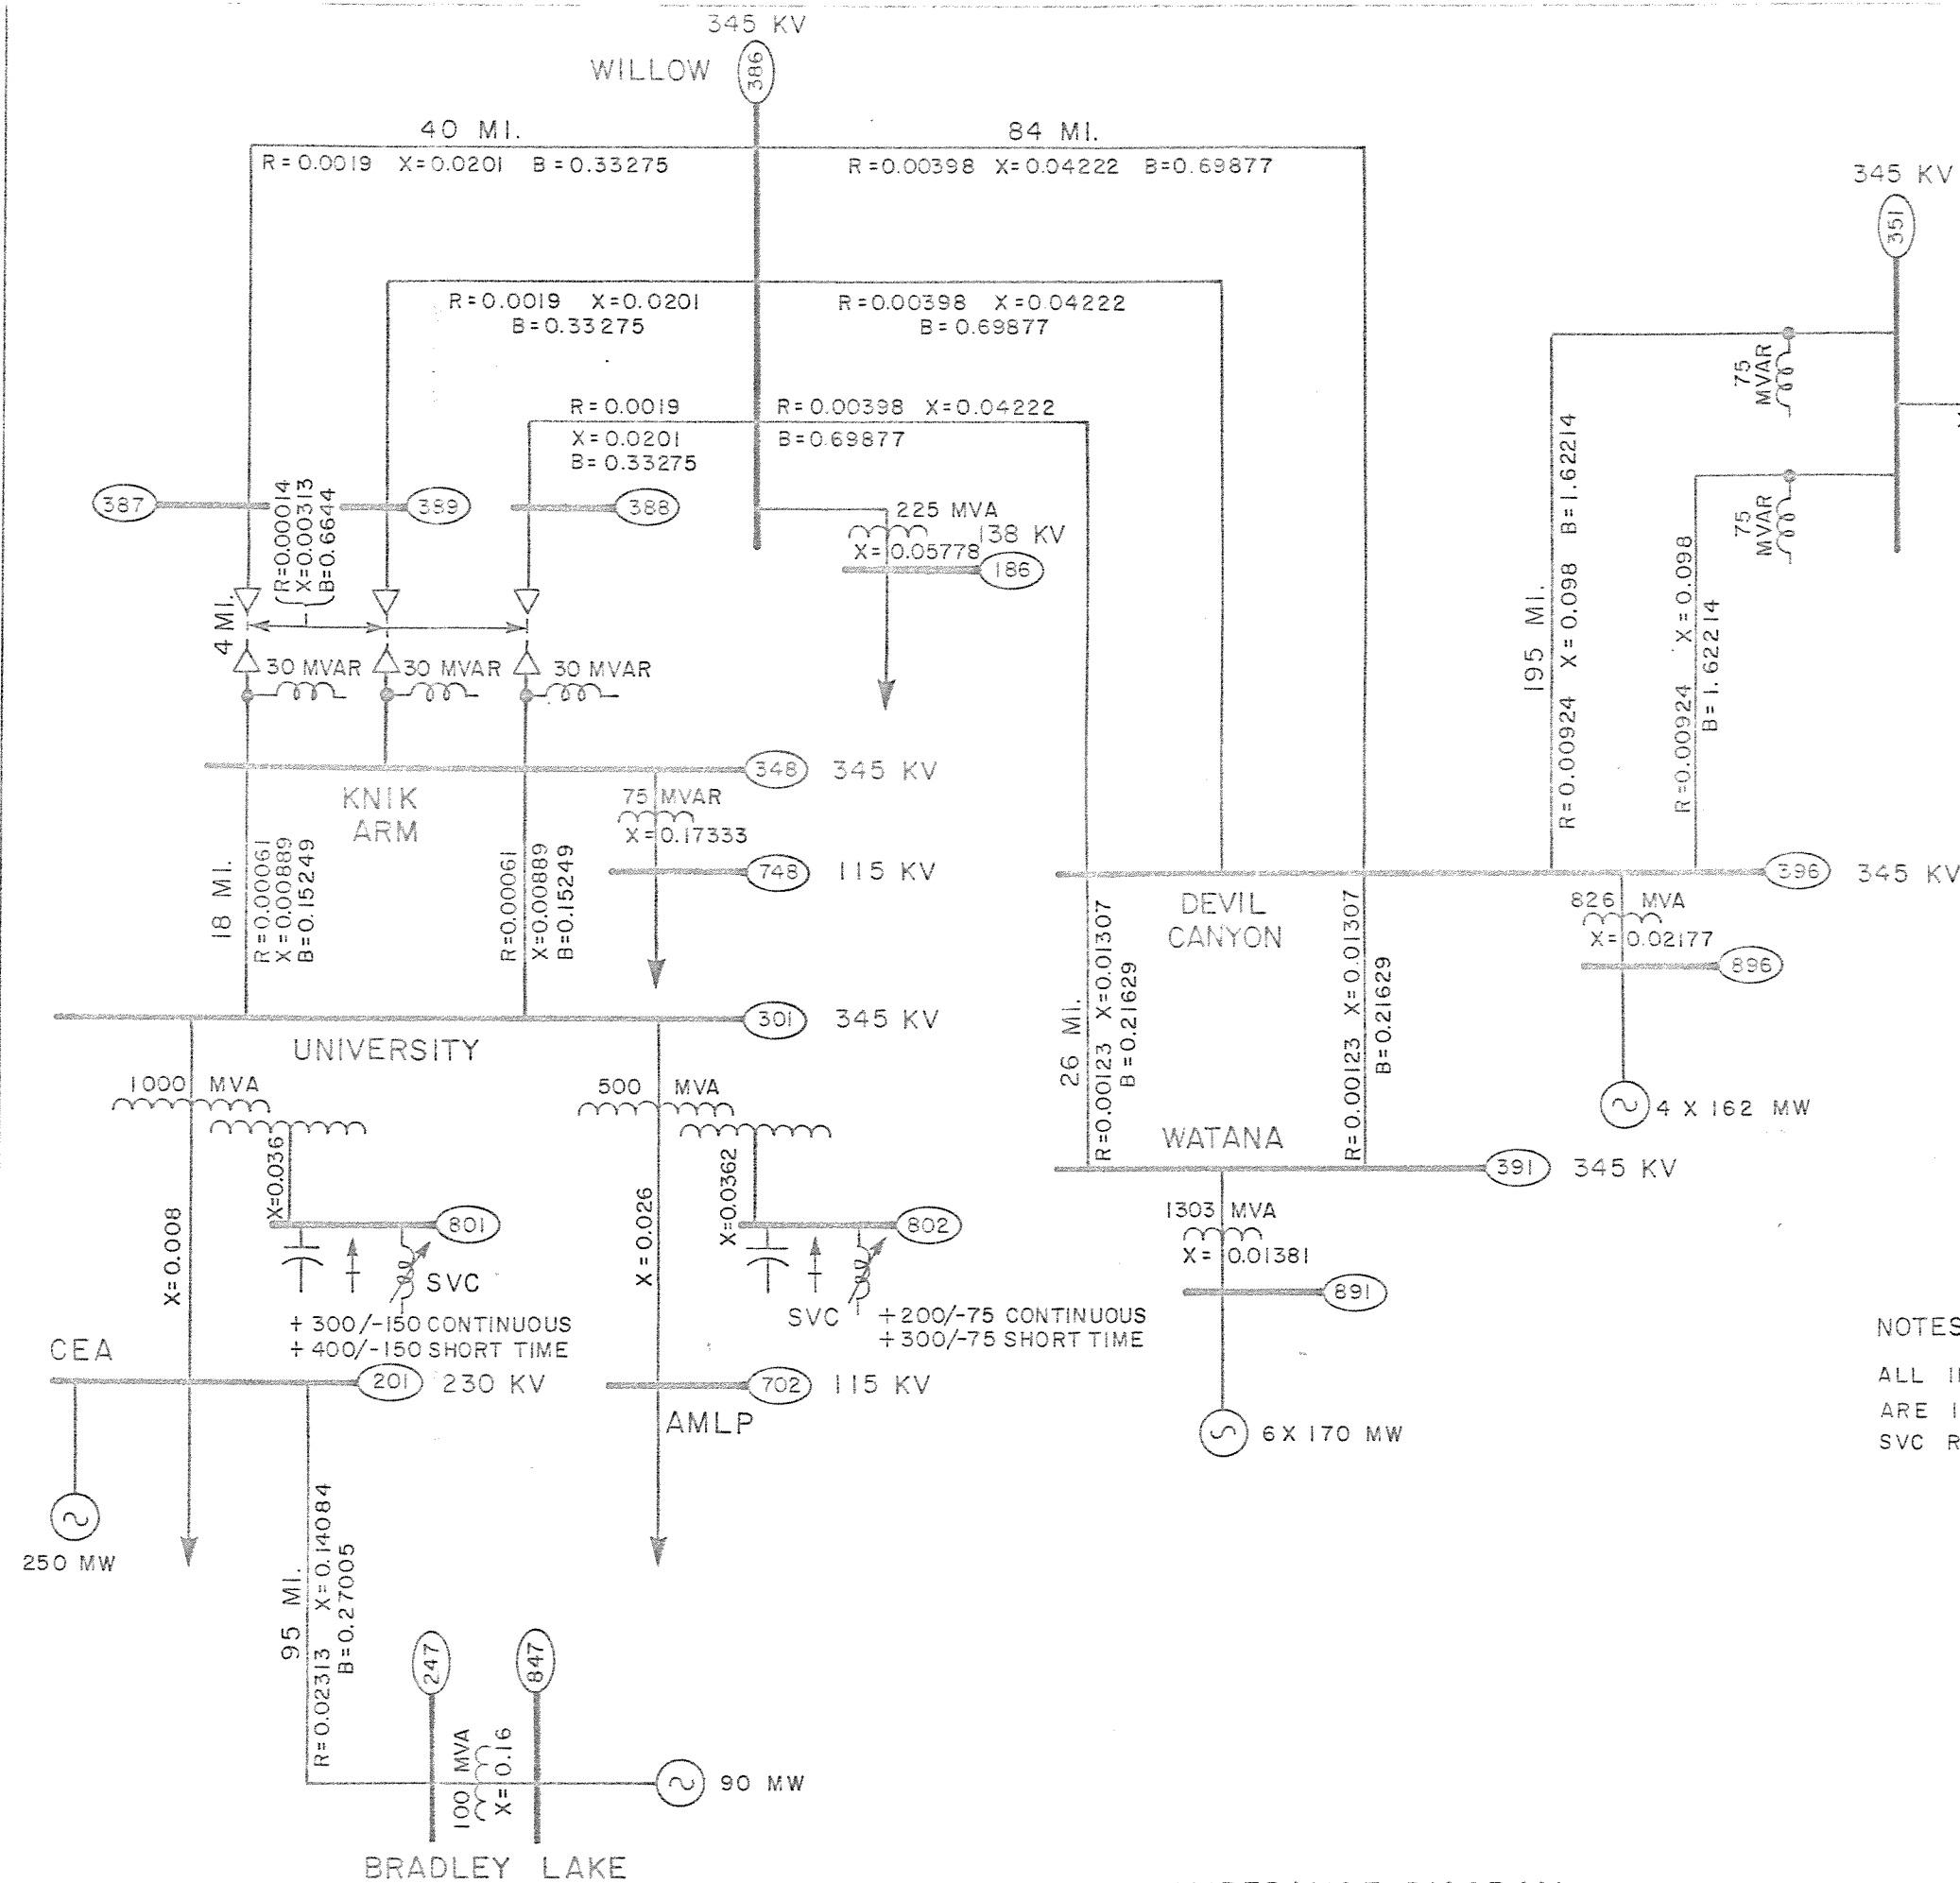 345 KV
WILLOW
386
40 MI.
84 MI.
R=0.0019 X=0.0201 B=0.33275
R=0.00398 X=0.04222 B=0.69877
345 KV
351
R=0.0019 X=0.0201
B=0.33275
R=0.00398 X=0.04222
B=0.69877
75
MVAR
R=0.0019
X=0.0201
B=0.33275
R=0.00398 X=0.04222
B=0.69877
75
MVAR
387
R=0.00014
X=0.00313
B=0.6644
389
388
225 MVA
138 KV
X=0.05778
186
4 MI.
30 MVAR
30 MVAR
30 MVAR
195 MI.
R=0.00924 X=0.098 B=1.62214
R=0.00924 X=0.098
B=1.62214
348
345 KV
KNIK
ARM
75 MVAR
X=0.17333
748
115 KV
18 MI.
R=0.00061
X=0.00889
B=0.15249
R=0.00061
X=0.00889
B=0.15249
396
345 KV
DEVIL
CANYON
826 MVA
X=0.02177
896
4 X 162 MW
301
345 KV
UNIVERSITY
26 MI.
R=0.00123 X=0.01307
B=0.21629
R=0.00123 X=0.01307
B=0.21629
1000 MVA
500 MVA
X=0.036
X=0.0362
X=0.008
X=0.026
801
802
SVC
+300/-150 CONTINUOUS
+400/-150 SHORT TIME
SVC
+200/-75 CONTINUOUS
+300/-75 SHORT TIME
WATANA
391
345 KV
1303 MVA
X=0.01381
891
6 X 170 MW
NOTES
ALL
ARE
SVC
CEA
201
230 KV
702
115 KV
AMLP
250 MW
95 MI.
R=0.02313 X=0.14084
B=0.27005
247
847
100 MVA
X=0.16
90 MW
BRADLEY LAKE